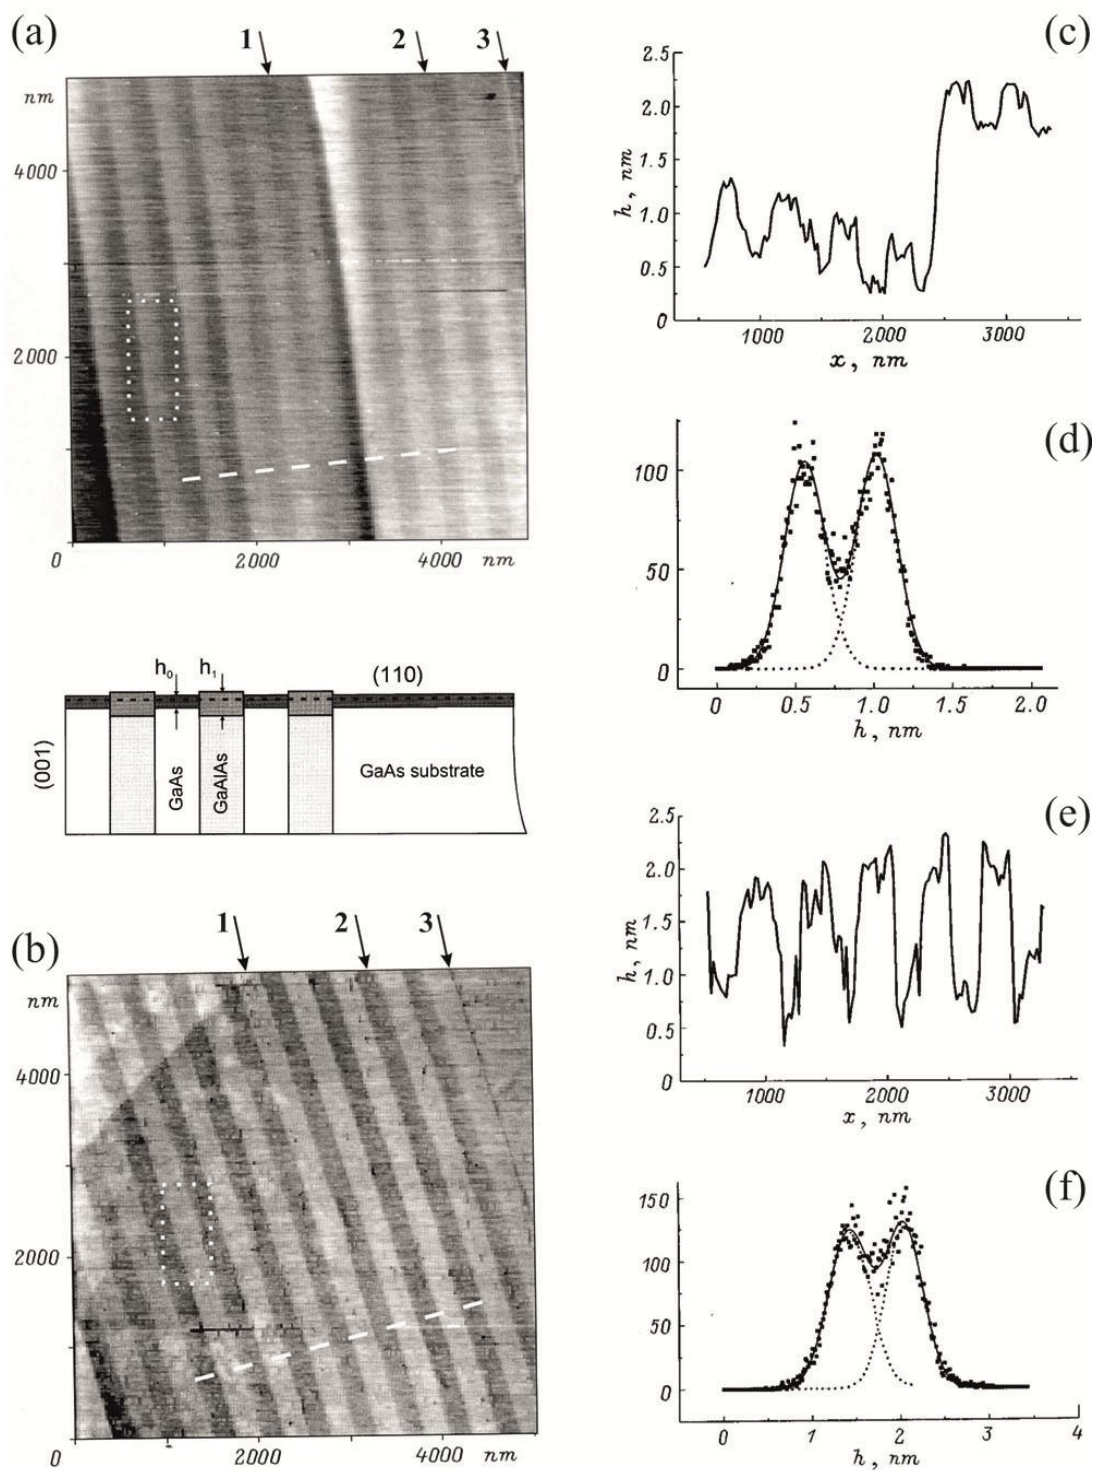 (a)
1 2 3
nm
4000
2000
0 2000 4000 nm
h0 h1 (110)
(001)
GaAs
GaAlAs
GaAs substrate
(b)
1 2 3
nm
4000
2000
0
0 2000 4000 nm
(c)
2.5
2.0
1.5
1.0
0.5
0
h, nm
1000 2000 3000
x, nm
(d)
100
50
0
0 0.5 1.0 1.5 2.0
h, nm
(e)
2.5
2.0
1.5
1.0
0.5
0
h, nm
1000 2000 3000
x, nm
(f)
150
100
50
0
0 1 2 3 4
h, nm